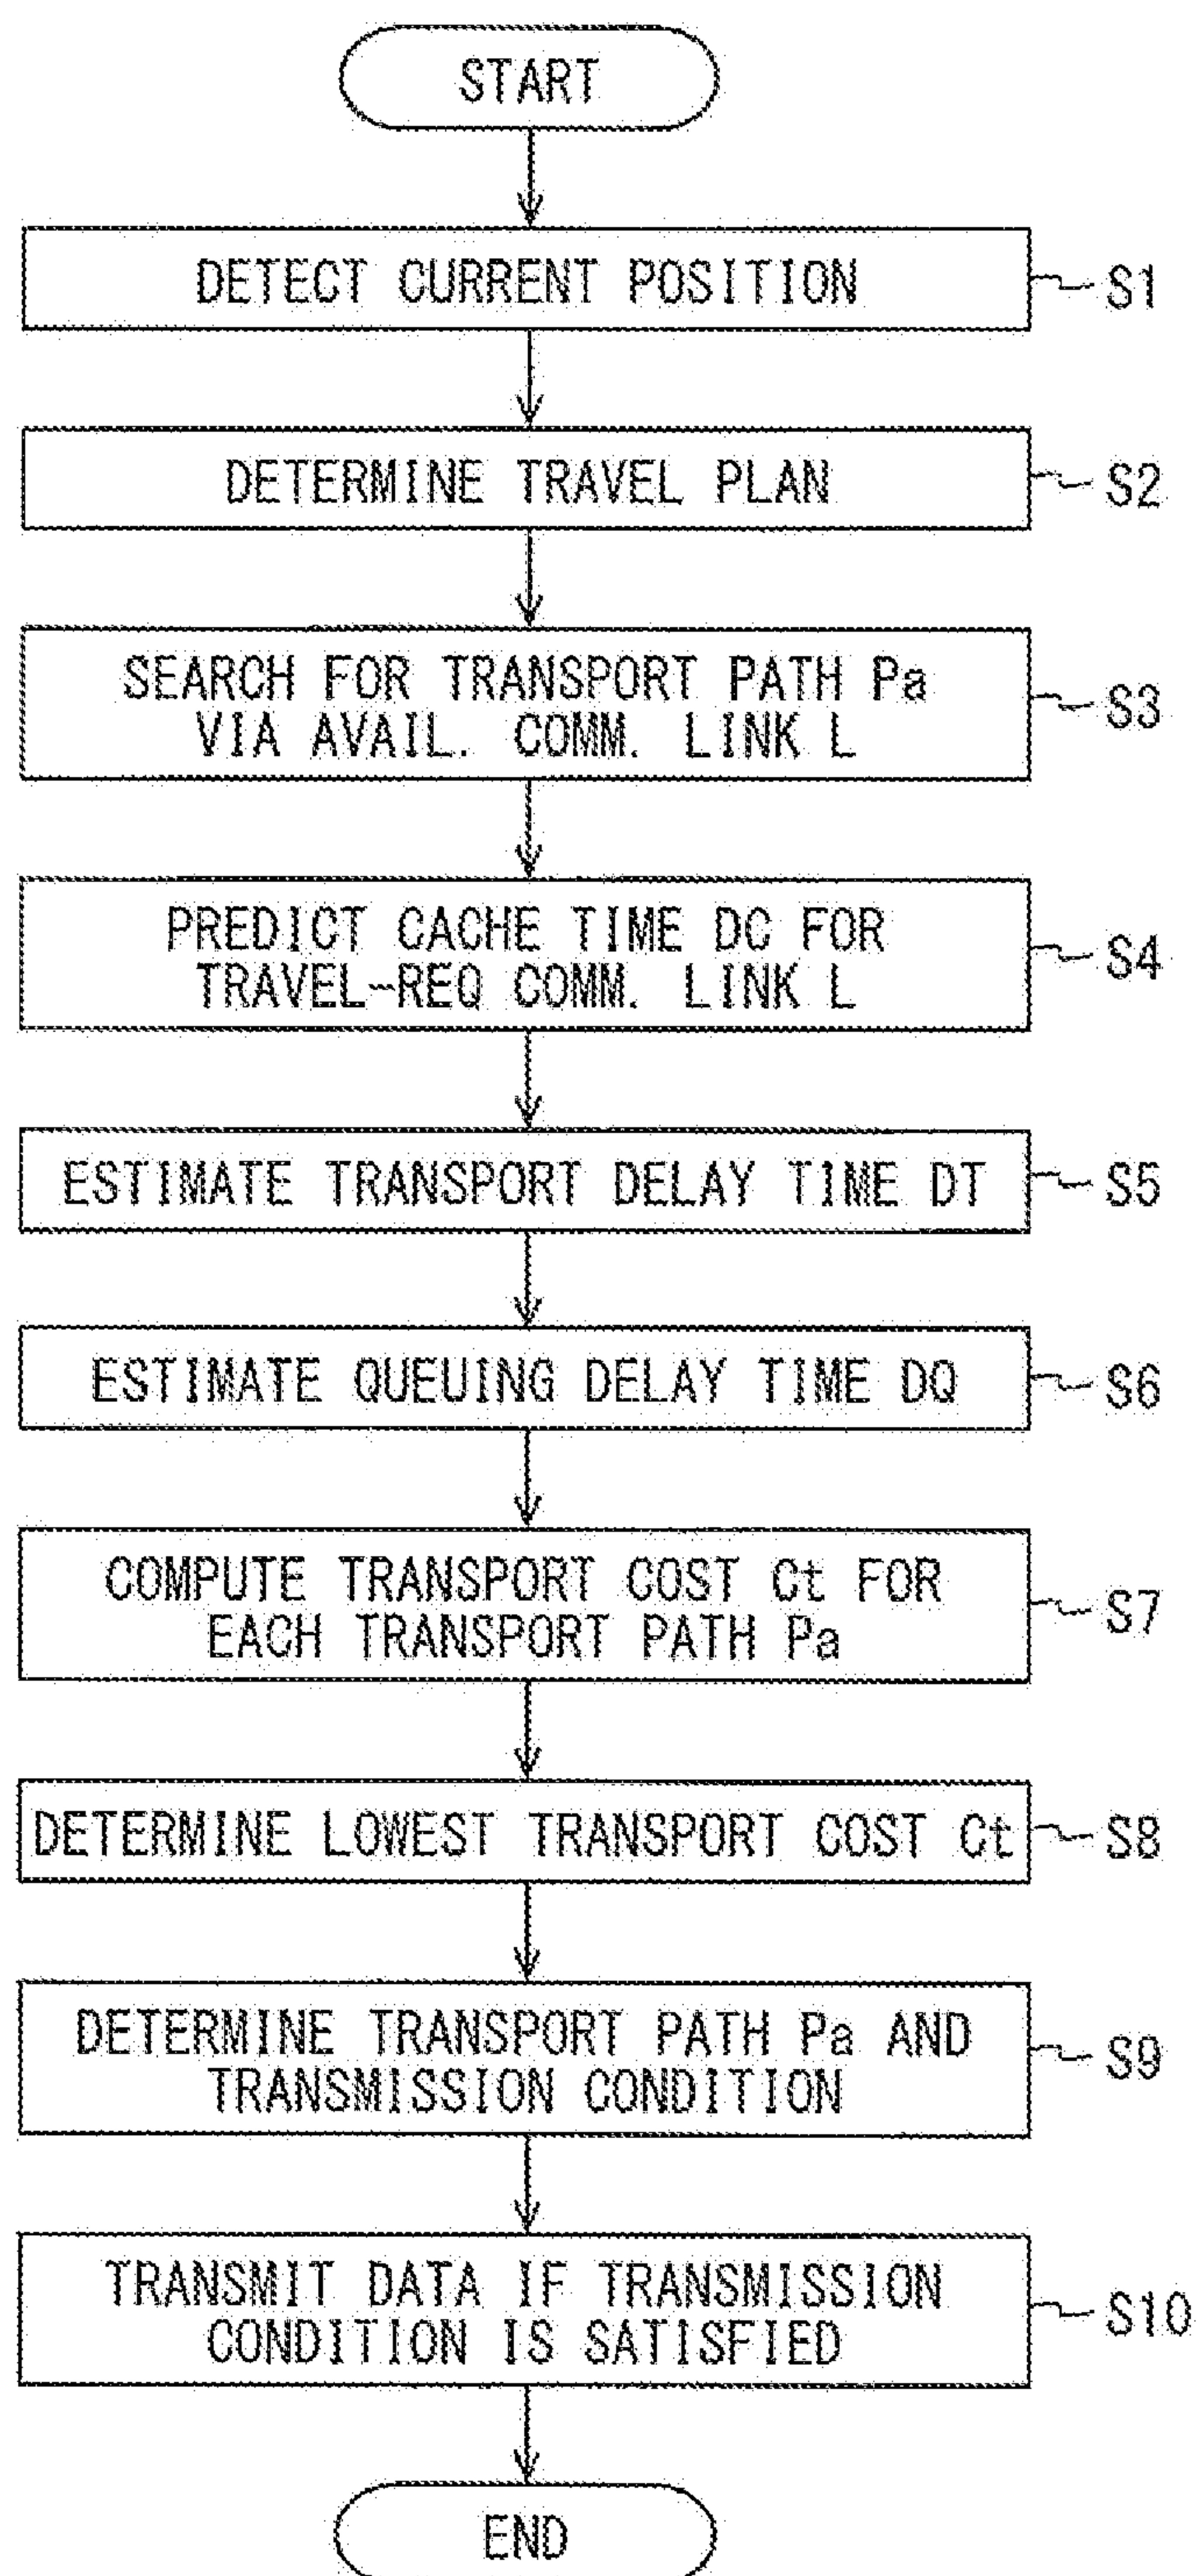 START
DETECT CURRENT POSITION
S1
DETERMINE TRAVEL PLAN
S2
SEARCH FOR TRANSPORT PATH Pa
VIA AVAIL. COMM. LINK L
S3
PREDICT CACHE TIME DC FOR
TRAVEL-REQ COMM. LINK L
S4
ESTIMATE TRANSPORT DELAY TIME DT
S5
ESTIMATE QUEUING DELAY TIME DQ
S6
COMPUTE TRANSPORT COST Ct FOR
EACH TRANSPORT PATH Pa
S7
DETERMINE LOWEST TRANSPORT COST Ct
S8
DETERMINE TRANSPORT PATH Pa AND
TRANSMISSION CONDITION
S9
TRANSMIT DATA IF TRANSMISSION
CONDITION IS SATISFIED
S10
END